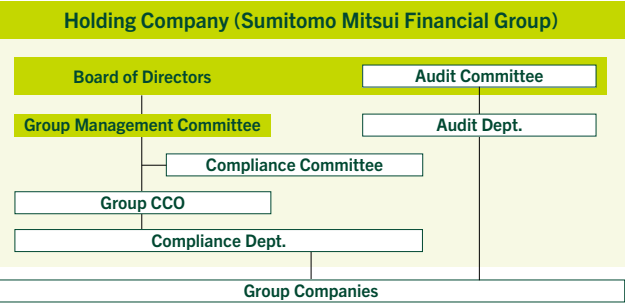 Holding Company (Sumitomo Mitsui Financial Group)
Board of Directors
Audit Committee
Group Management Committee
Audit Dept.
Compliance Committee
Group CCO
Compliance Dept.
Group Companies